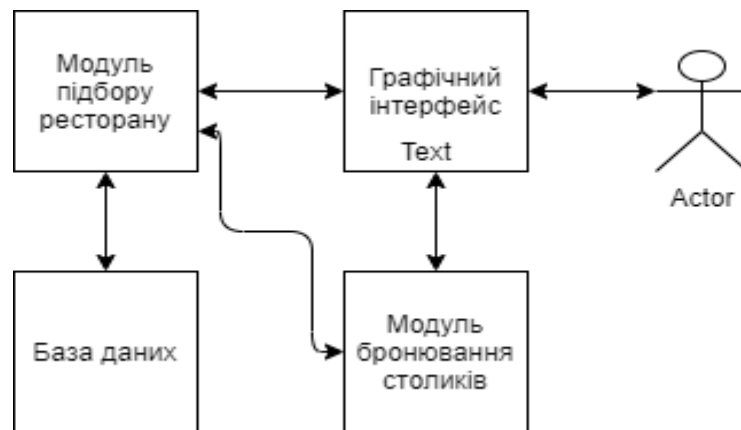 Модуль
підбору
ресторану
Графічний
інтерфейс
Text
Actor
База даних
Модуль
бронювання
столиків